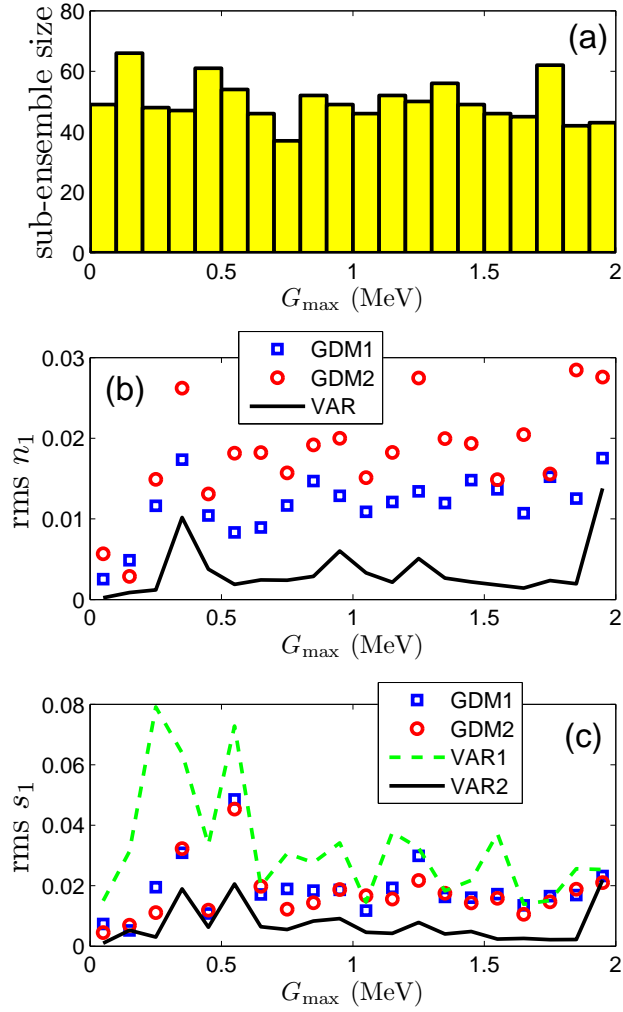 80
60
40
20
0
sub-ensemble size
(a)
0 0.5 1 1.5 2
G_max (MeV)
0.03
0.02
0.01
0
rms n_1
(b)
GDM1
GDM2
VAR
0 0.5 1 1.5 2
G_max (MeV)
0.08
0.06
0.04
0.02
0
rms s_1
GDM1
GDM2
VAR1
VAR2
(c)
0 0.5 1 1.5 2
G_max (MeV)